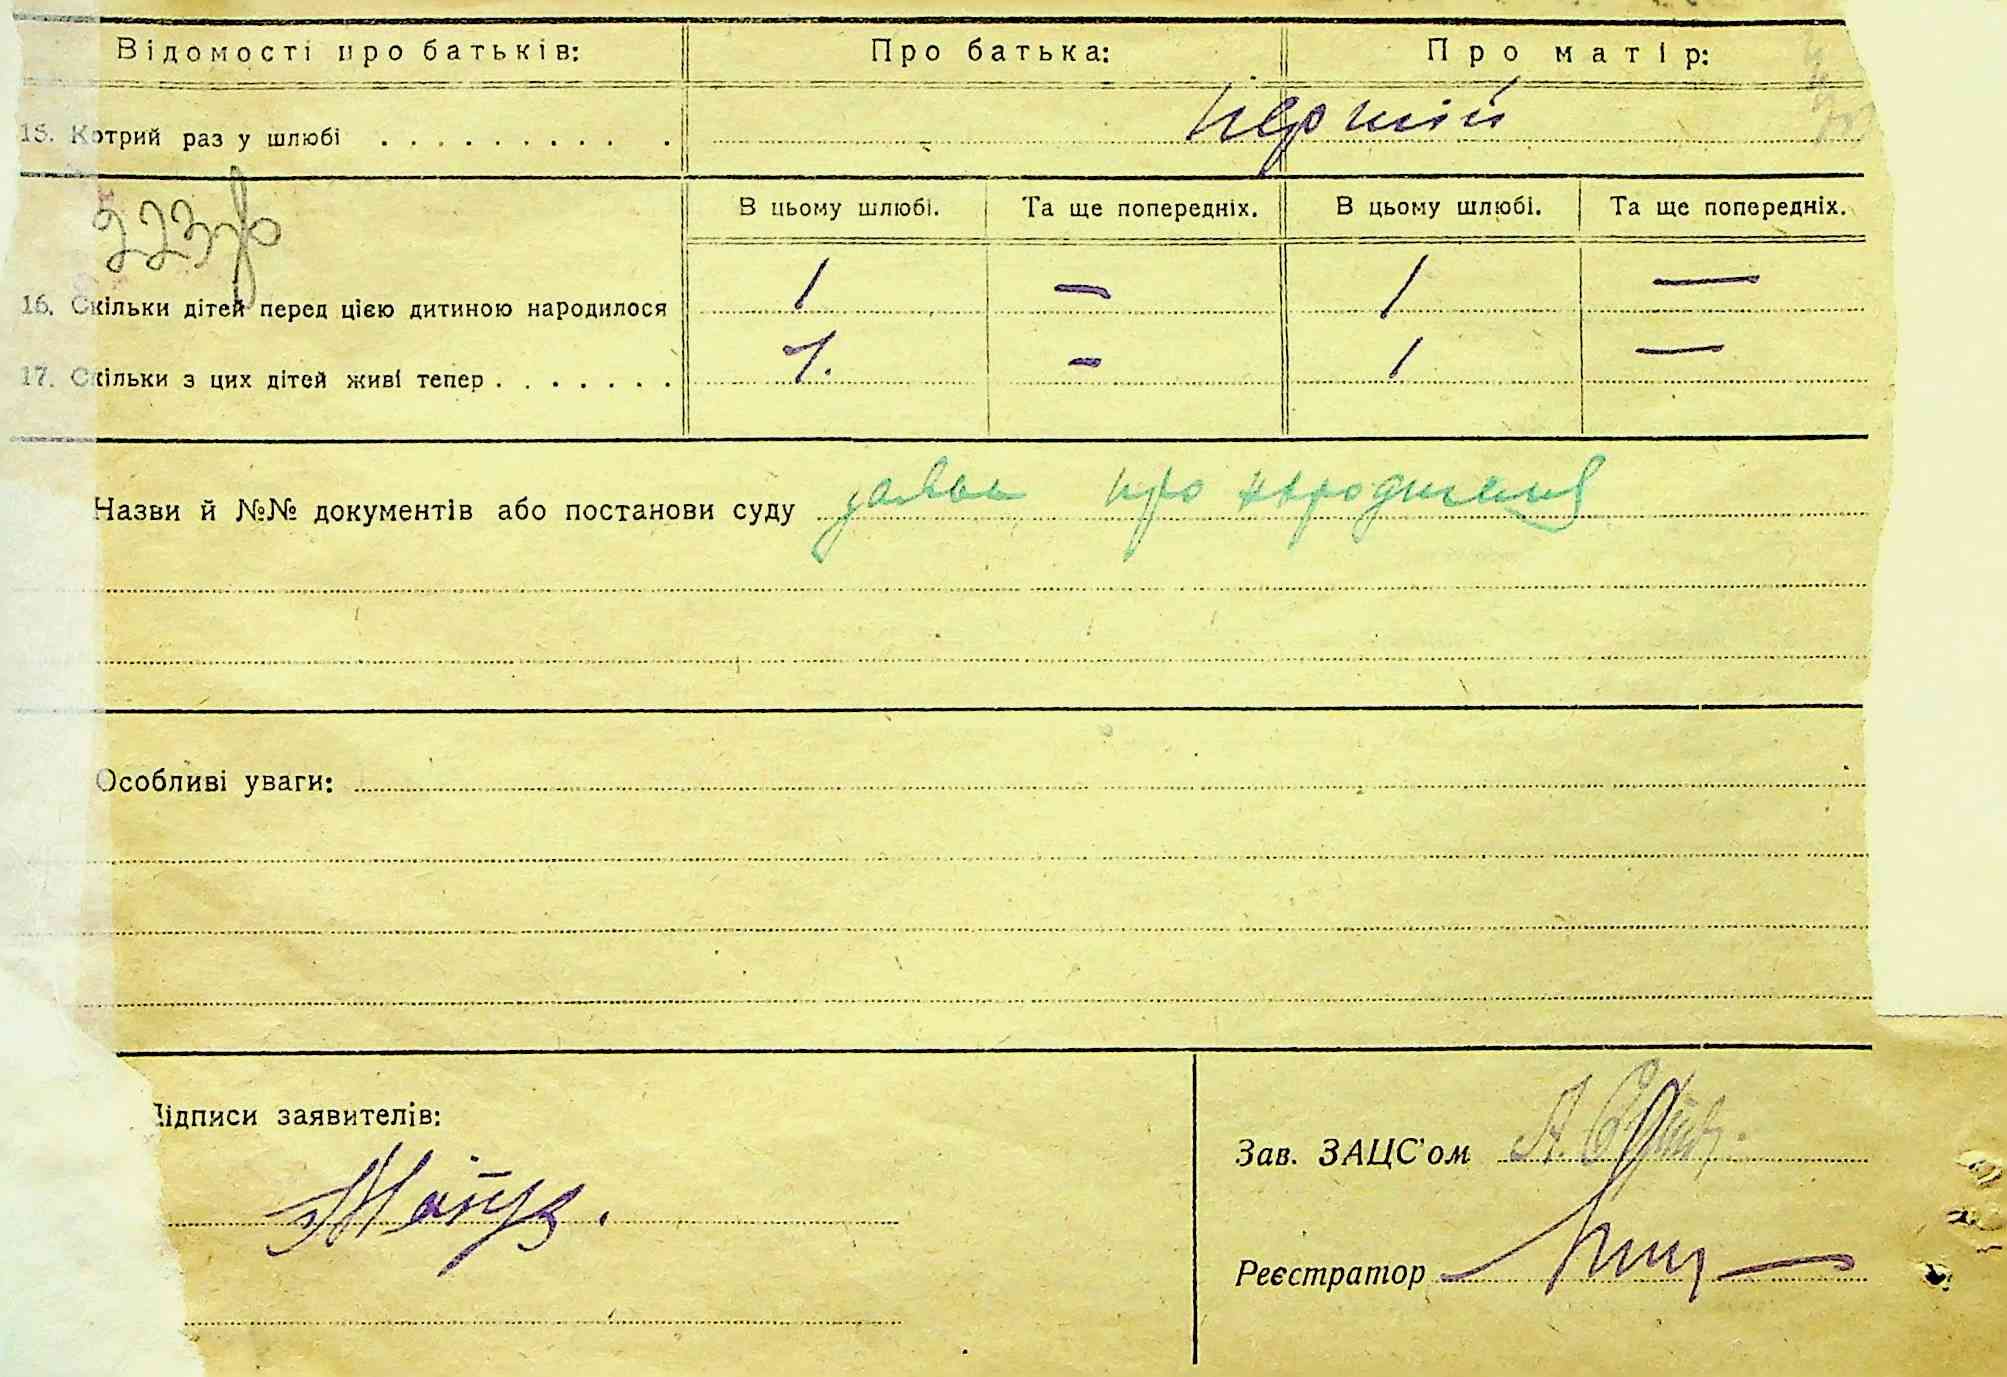 Відомості про батьків: Про батька: Про матір:
15. Котрий раз у шлюбі . . . . . . . . . . перший
В цьому шлюбі. Та ще попередніх. В цьому шлюбі. Та ще попередніх.
223
16. Скільки дітей перед цією дитиною народилося 1 — 1 —
17. Скільки з цих дітей живі тепер . . . . . . . 1. - 1 —
Назви й №№ документів або постанови суду заява про народження
Особливі уваги:
Підписи заявителів:
Зав. ЗАЦС'ом
Реєстратор